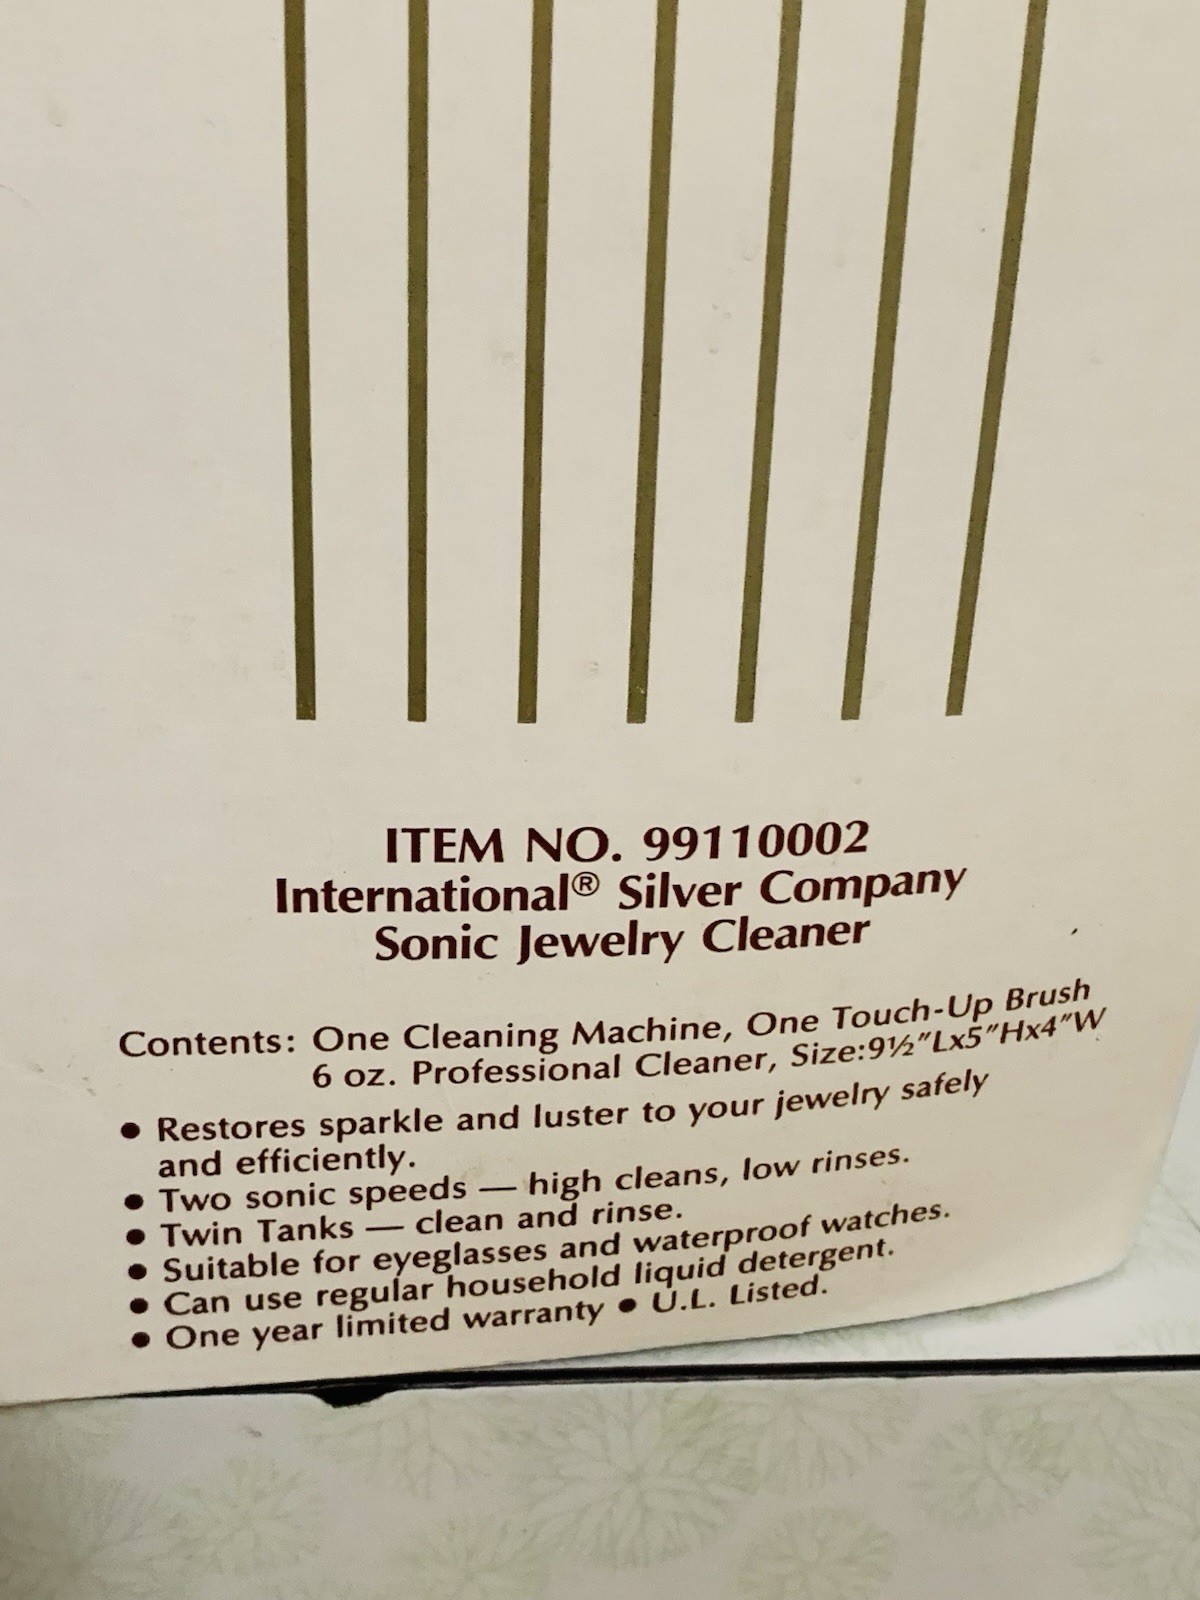 ITEM NO. 99110002
International® Silver Company
Sonic Jewelry Cleaner
Contents: One Cleaning Machine, One Touch-Up Brush
6 oz. Professional Cleaner, Size:9½"Lx5"Hx4"W
● Restores sparkle and luster to your jewelry safely
and efficiently.
● Two sonic speeds — high cleans, low rinses.
● Twin Tanks — clean and rinse.
● Suitable for eyeglasses and waterproof watches.
● Can use regular household liquid detergent.
● One year limited warranty ● U.L. Listed.